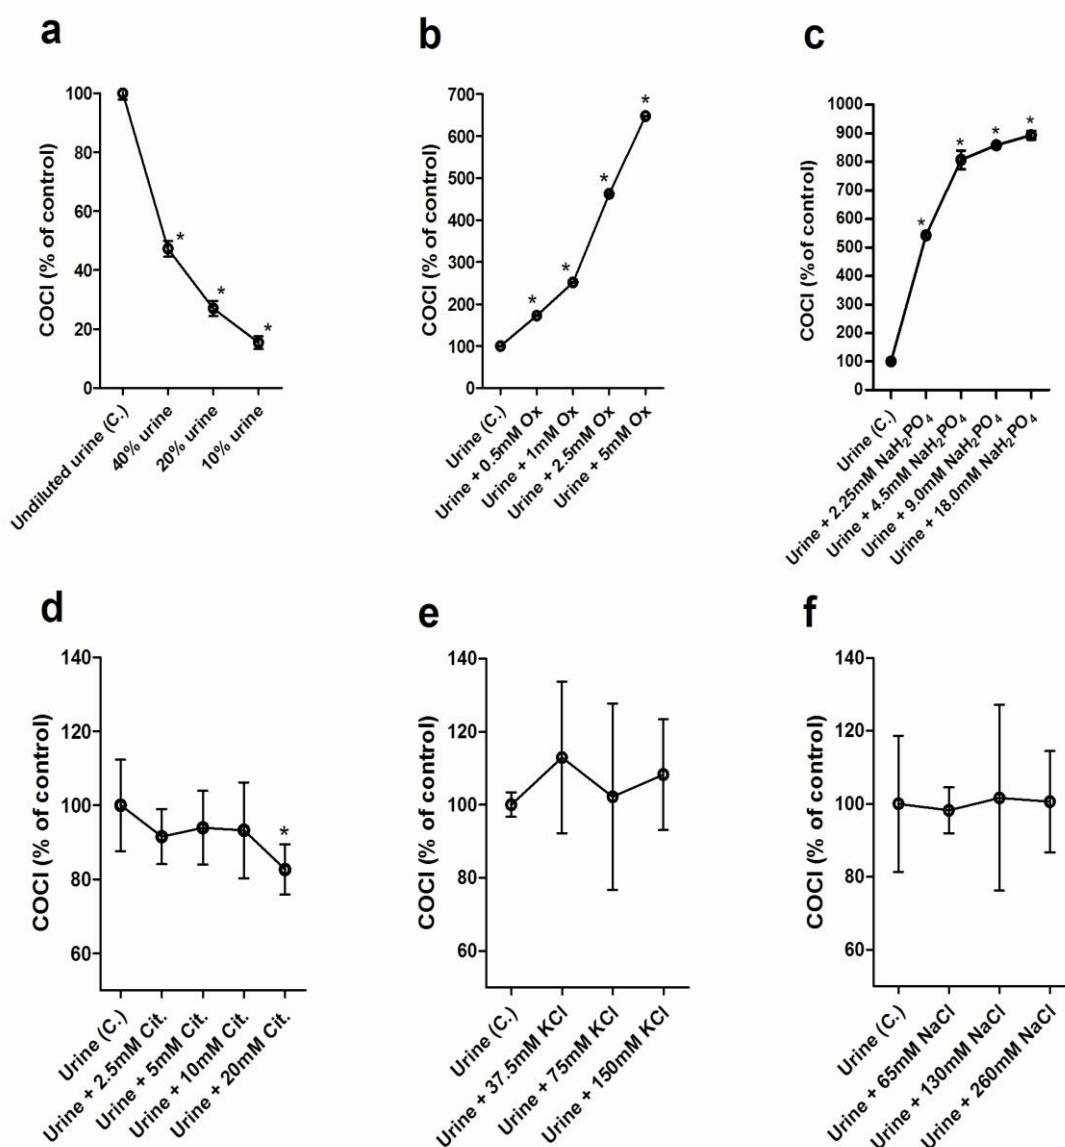 a
COCI (% of control)
100
80
60
40
20
0
*
*
*
Undiluted urine (C.)
40% urine
20% urine
10% urine
b
COCI (% of control)
700
600
500
400
300
200
100
0
*
*
*
*
Urine (C.)
Urine + 0.5mM Ox
Urine + 1mM Ox
Urine + 2.5mM Ox
Urine + 5mM Ox
c
COCI (% of control)
1000
900
800
700
600
500
400
300
200
100
0
*
*
*
*
Urine (C.)
Urine + 2.25mM NaH₂PO₄
Urine + 4.5mM NaH₂PO₄
Urine + 9.0mM NaH₂PO₄
Urine + 18.0mM NaH₂PO₄
d
COCI (% of control)
140
120
100
80
60
*
Urine (C.)
Urine + 2.5mM Cit.
Urine + 5mM Cit.
Urine + 10mM Cit.
Urine + 20mM Cit.
e
COCI (% of control)
140
120
100
80
60
Urine (C.)
Urine + 37.5mM KCl
Urine + 75mM KCl
Urine + 150mM KCl
f
COCI (% of control)
140
120
100
80
60
Urine (C.)
Urine + 65mM NaCl
Urine + 130mM NaCl
Urine + 260mM NaCl